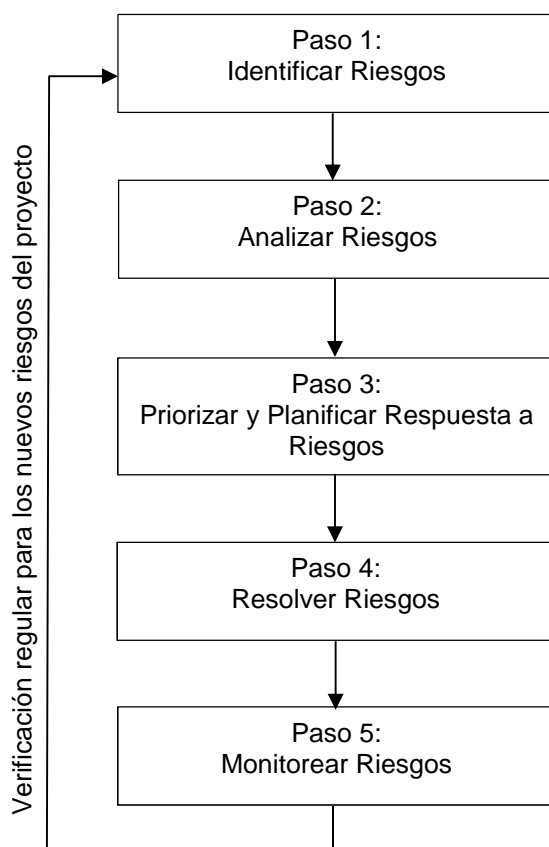 Paso 1:
Identificar Riesgos
Paso 2:
Analizar Riesgos
Paso 3:
Priorizar y Planificar Respuesta a
Riesgos
Paso 4:
Resolver Riesgos
Paso 5:
Monitorear Riesgos
Verificación regular para los nuevos riesgos del proyecto